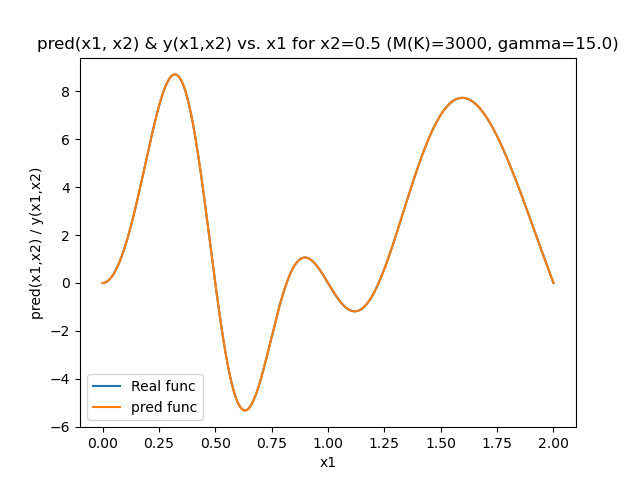 pred(x1, x2) & y(x1,x2) vs. x1 for x2=0.5 (M(K)=3000, gamma=15.0)
pred(x1,x2) / y(x1,x2)
8
6
4
2
0
−2
−4
−6
Real func
pred func
0.00 0.25 0.50 0.75 1.00 1.25 1.50 1.75 2.00
x1